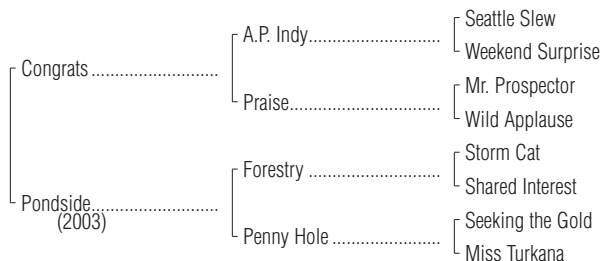 Seattle Slew
A.P. Indy
Weekend Surprise
Congrats
Mr. Prospector
Praise
Wild Applause
Storm Cat
Forestry
Shared Interest
Pondside
(2003)
Seeking the Gold
Penny Hole
Miss Turkana